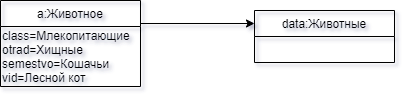 a:Животное
class=Млекопитающие
otrad=Хищные
semestvo=Кошачьи
vid=Лесной кот
data:Животные